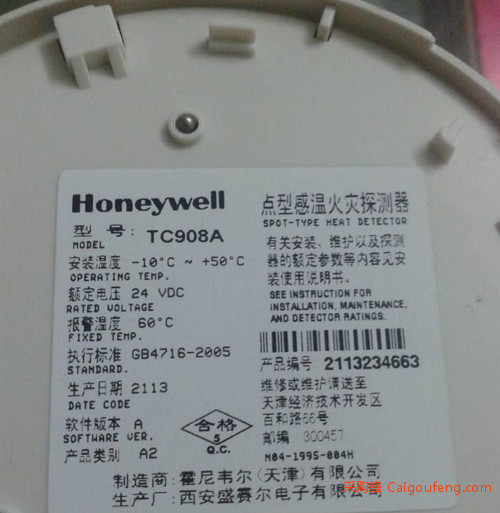 Honeywell
点型感温火灾探测器
SPOT-TYPE HEAT DETECTOR
型 号: TC908A
MODEL
安装温度 -10°C ~ +50°C
OPERATING TEMP.
额定电压 24 VDC
RATED VOLTAGE
报警温度 60°C
FIXED TEMP.
执行标准 GB4716-2005
STANDARD.
生产日期 2113
DATE CODE
软件版本 A
SOFTWARE VER.
产品类别 A2
合格
5
Q.C.
有关安装、维护以及探测
器的额定参数等内容见安
装使用说明书。
SEE INSTRUCTION FOR
INSTALLATION, MAINTENANCE,
AND DETECTOR RATINGS.
产品编号 2113234663
维修或维护请送至
天津经济技术开发区
百和路66号
邮编 300457
M04-1995-004H
制造商: 霍尼韦尔(天津)有限公司
生产厂: 西安盛赛尔电子有限公司
采购风 Caigoufeng.com